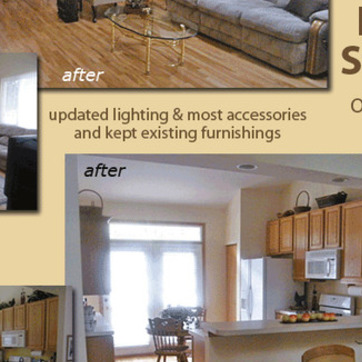 after
S
O
updated lighting & most accessories
and kept existing furnishings
after